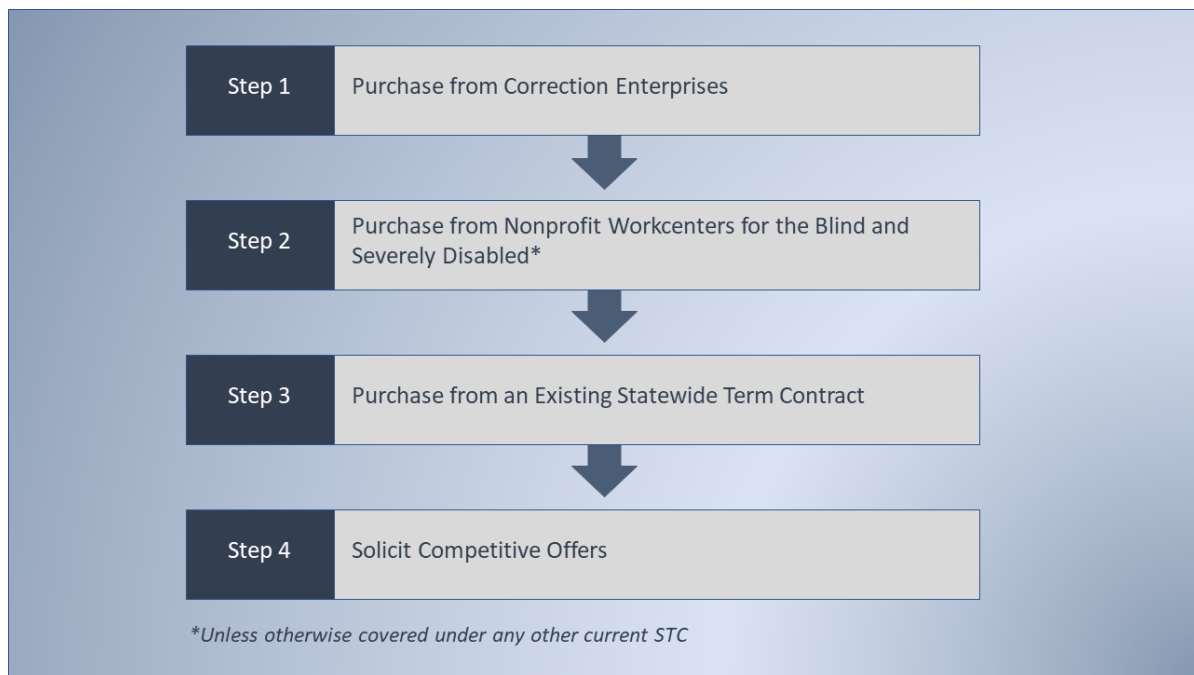 Step 1
Purchase from Correction Enterprises
Step 2
Purchase from Nonprofit Workcenters for the Blind and
Severely Disabled*
Step 3
Purchase from an Existing Statewide Term Contract
Step 4
Solicit Competitive Offers
*Unless otherwise covered under any other current STC